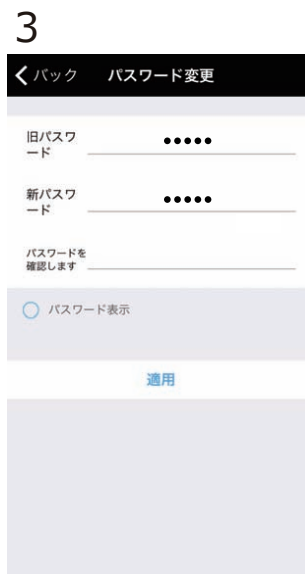 3
バック パスワード変更
旧パスワ
ード •••••
新パスワ
ード •••••
パスワードを
確認します
パスワード表示
適用